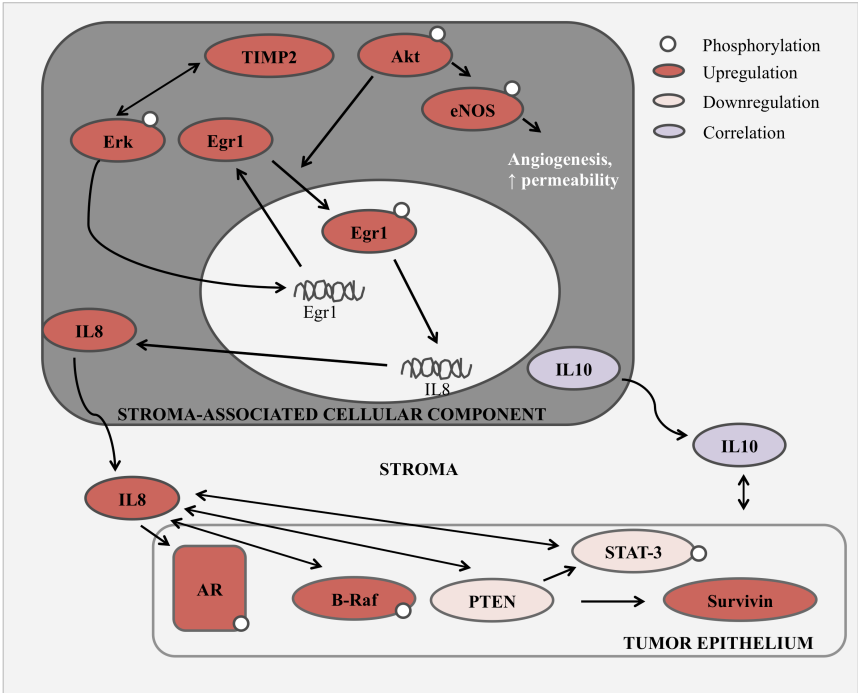 Phosphorylation
Upregulation
Downregulation
Correlation
TIMP2
Akt
eNOS
Erk
Egr1
Angiogenesis,
↑ permeability
Egr1
Egr1
IL8
IL8
IL10
STROMA-ASSOCIATED CELLULAR COMPONENT
IL10
STROMA
IL8
STAT-3
AR
B-Raf
PTEN
Survivin
TUMOR EPITHELIUM